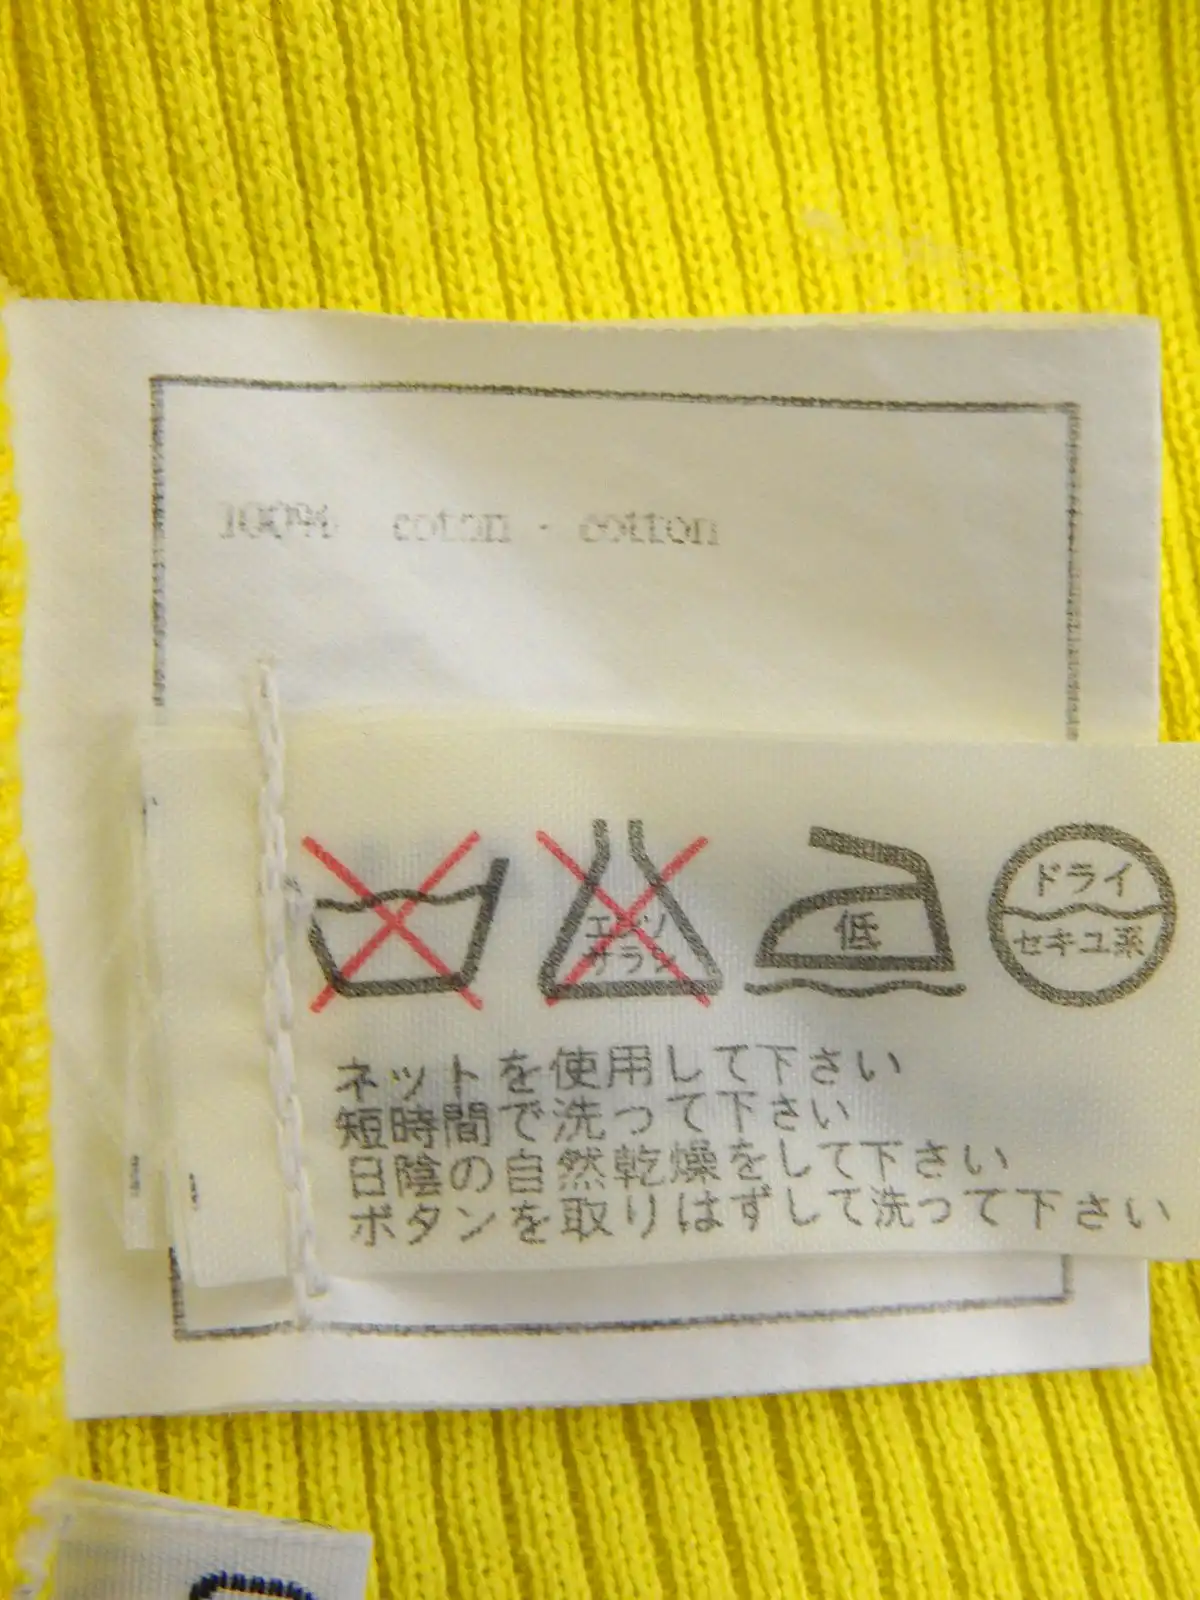 100% coton - cotton
エンソ
サラシ
低
ドライ
セキユ系
ネットを使用して下さい
短時間で洗って下さい
日陰の自然乾燥をして下さい
ボタンを取りはずして洗って下さい